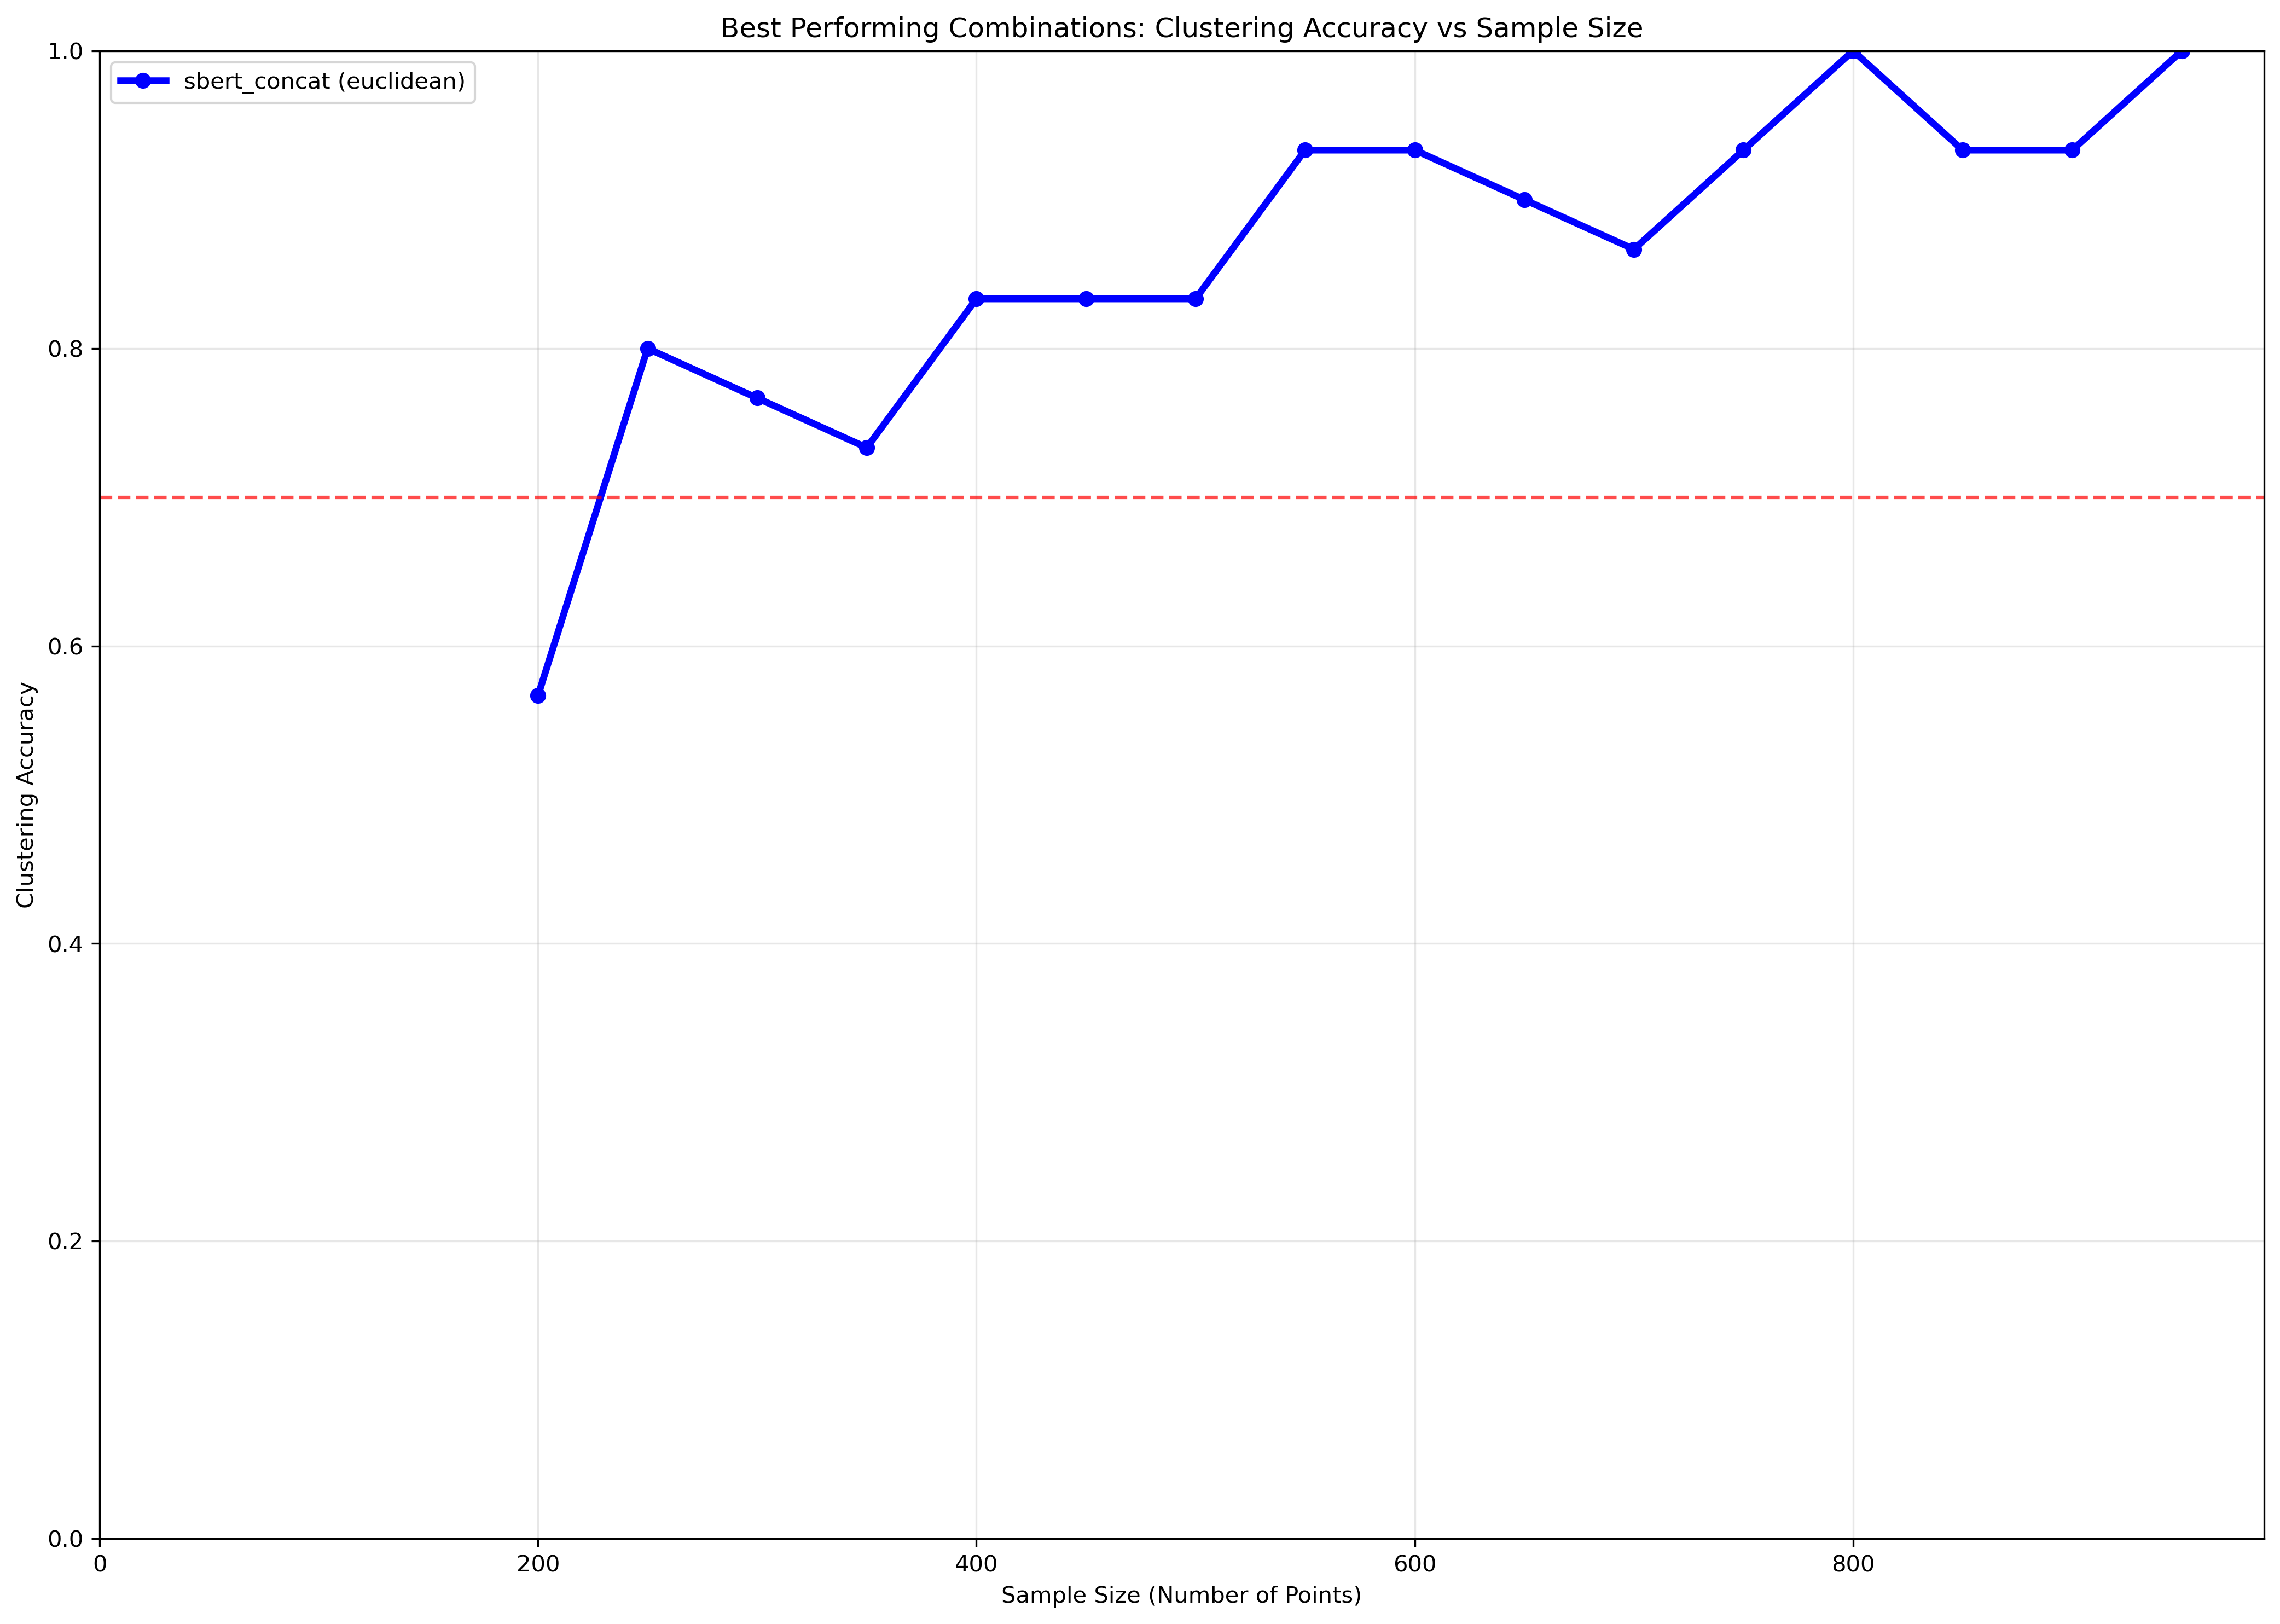 Best Performing Combinations: Clustering Accuracy vs Sample Size
1.0
sbert_concat (euclidean)
0.8
0.6
Clustering Accuracy
0.4
0.2
0.0
0 200 400 600 800
Sample Size (Number of Points)